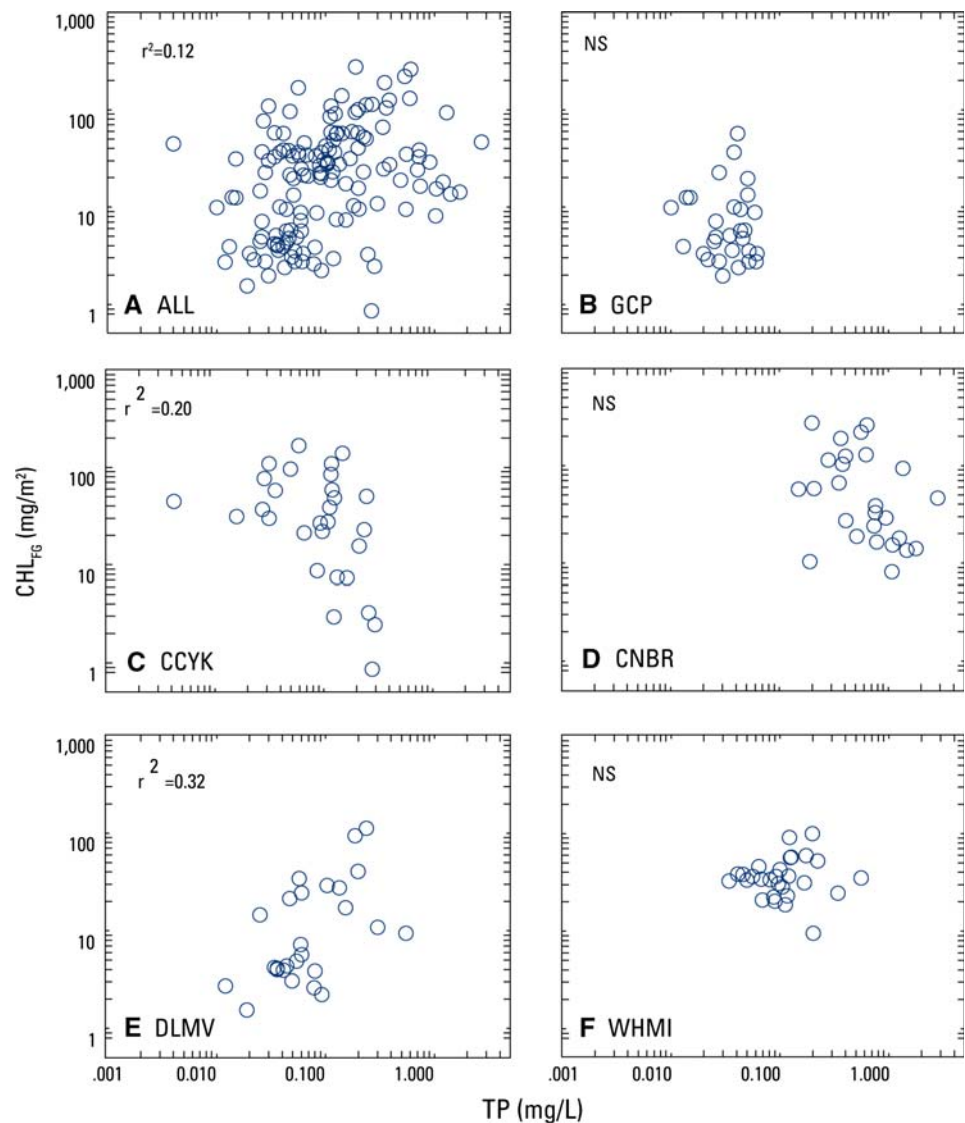 1,000
r²=0.12
100
10
1
A ALL
NS
B GCP
1,000
r²=0.20
100
10
1
C CCYK
NS
D CNBR
CHL_FG (mg/m²)
1,000
r²=0.32
100
10
1
E DLMV
NS
F WHMI
.001 0.010 0.100 1.000
.001 0.010 0.100 1.000
TP (mg/L)